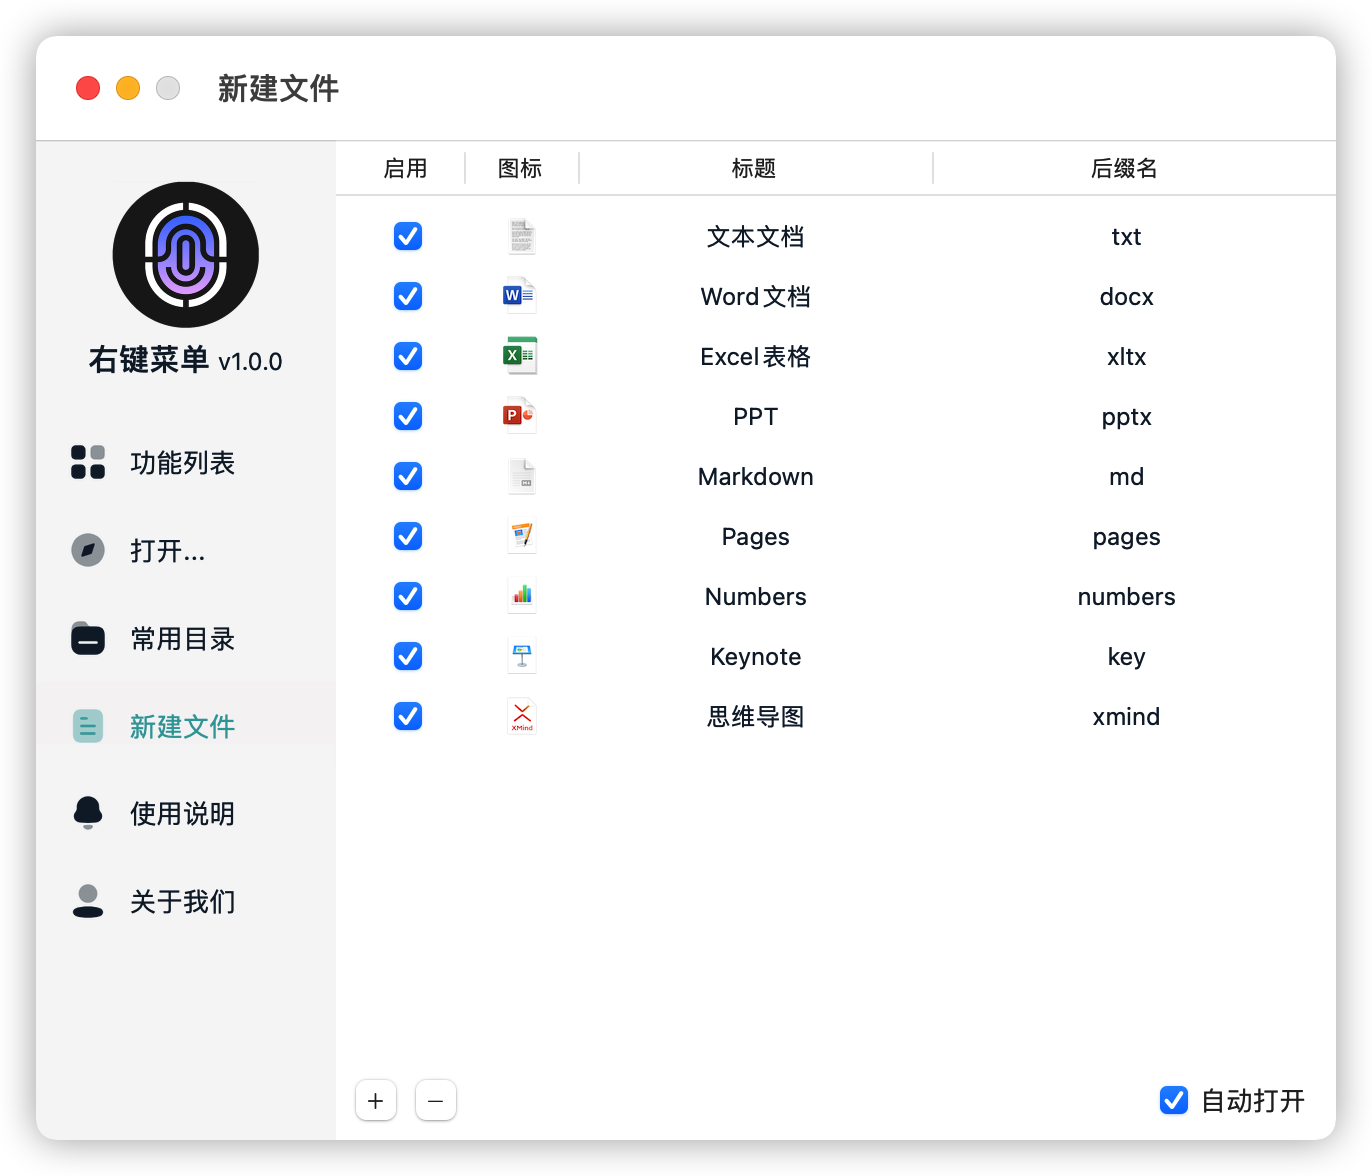 新建文件
右键菜单 v1.0.0
功能列表
打开...
常用目录
新建文件
使用说明
关于我们
启用 图标 标题 后缀名
文本文档 txt
W Word文档 docx
X Excel表格 xltx
P PPT pptx
Markdown md
Pages pages
Numbers numbers
Keynote key
XMind 思维导图 xmind
+ − 自动打开